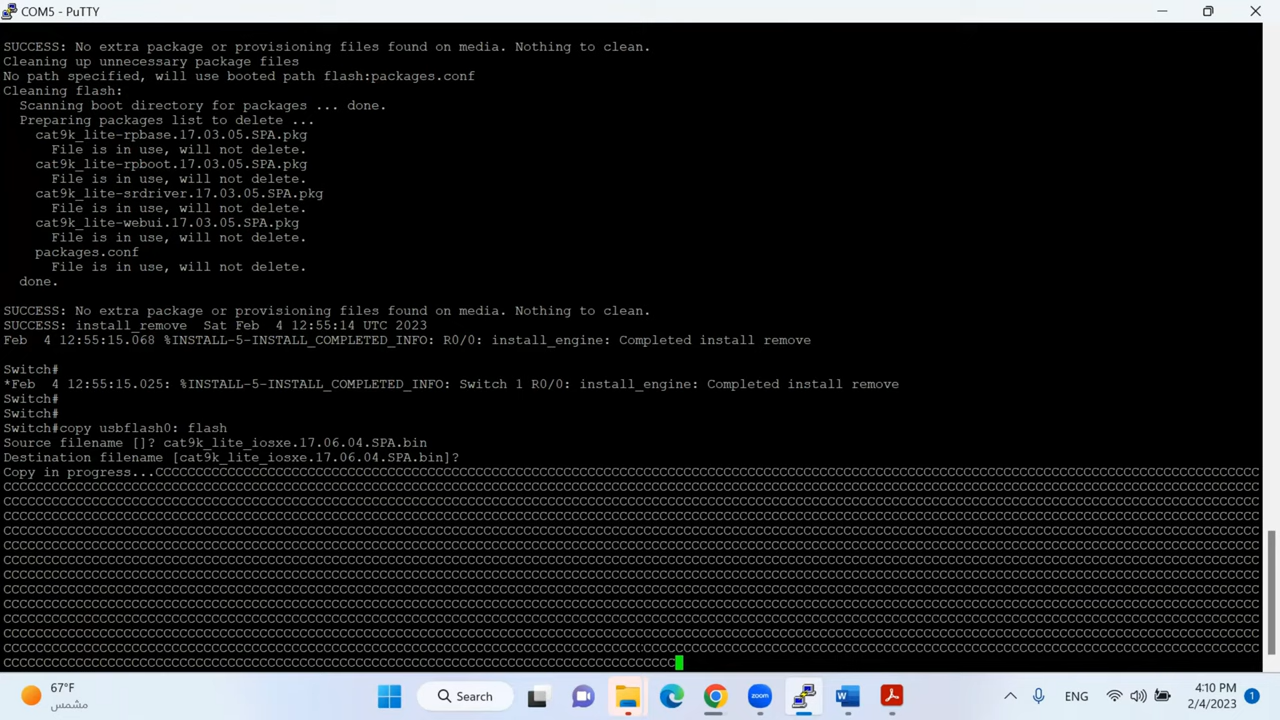 COM5 - PuTTY
SUCCESS: No extra package or provisioning files found on media. Nothing to clean.
Cleaning up unnecessary package files
No path specified, will use booted path flash:packages.conf
Cleaning flash:
Scanning boot directory for packages ... done.
Preparing packages list to delete ...
cat9k_lite-rpbase.17.03.05.SPA.pkg
File is in use, will not delete.
cat9k_lite-rpboot.17.03.05.SPA.pkg
File is in use, will not delete.
cat9k_lite-srdriver.17.03.05.SPA.pkg
File is in use, will not delete.
cat9k_lite-webui.17.03.05.SPA.pkg
File is in use, will not delete.
packages.conf
File is in use, will not delete.
done.
SUCCESS: No extra package or provisioning files found on media. Nothing to clean.
SUCCESS: install_remove  Sat Feb  4 12:55:14 UTC 2023
Feb  4 12:55:15.068 %INSTALL-5-INSTALL_COMPLETED_INFO: R0/0: install_engine: Completed install remove
Switch#
*Feb  4 12:55:15.025: %INSTALL-5-INSTALL_COMPLETED_INFO: Switch 1 R0/0: install_engine: Completed install remove
Switch#
Switch#
Switch#copy usbflash0: flash
Source filename []? cat9k_lite_iosxe.17.06.04.SPA.bin
Destination filename [cat9k_lite_iosxe.17.06.04.SPA.bin]?
Copy in progress...
67°F
مشمس
Search
zoom
ENG
4:10 PM
2/4/2023
1